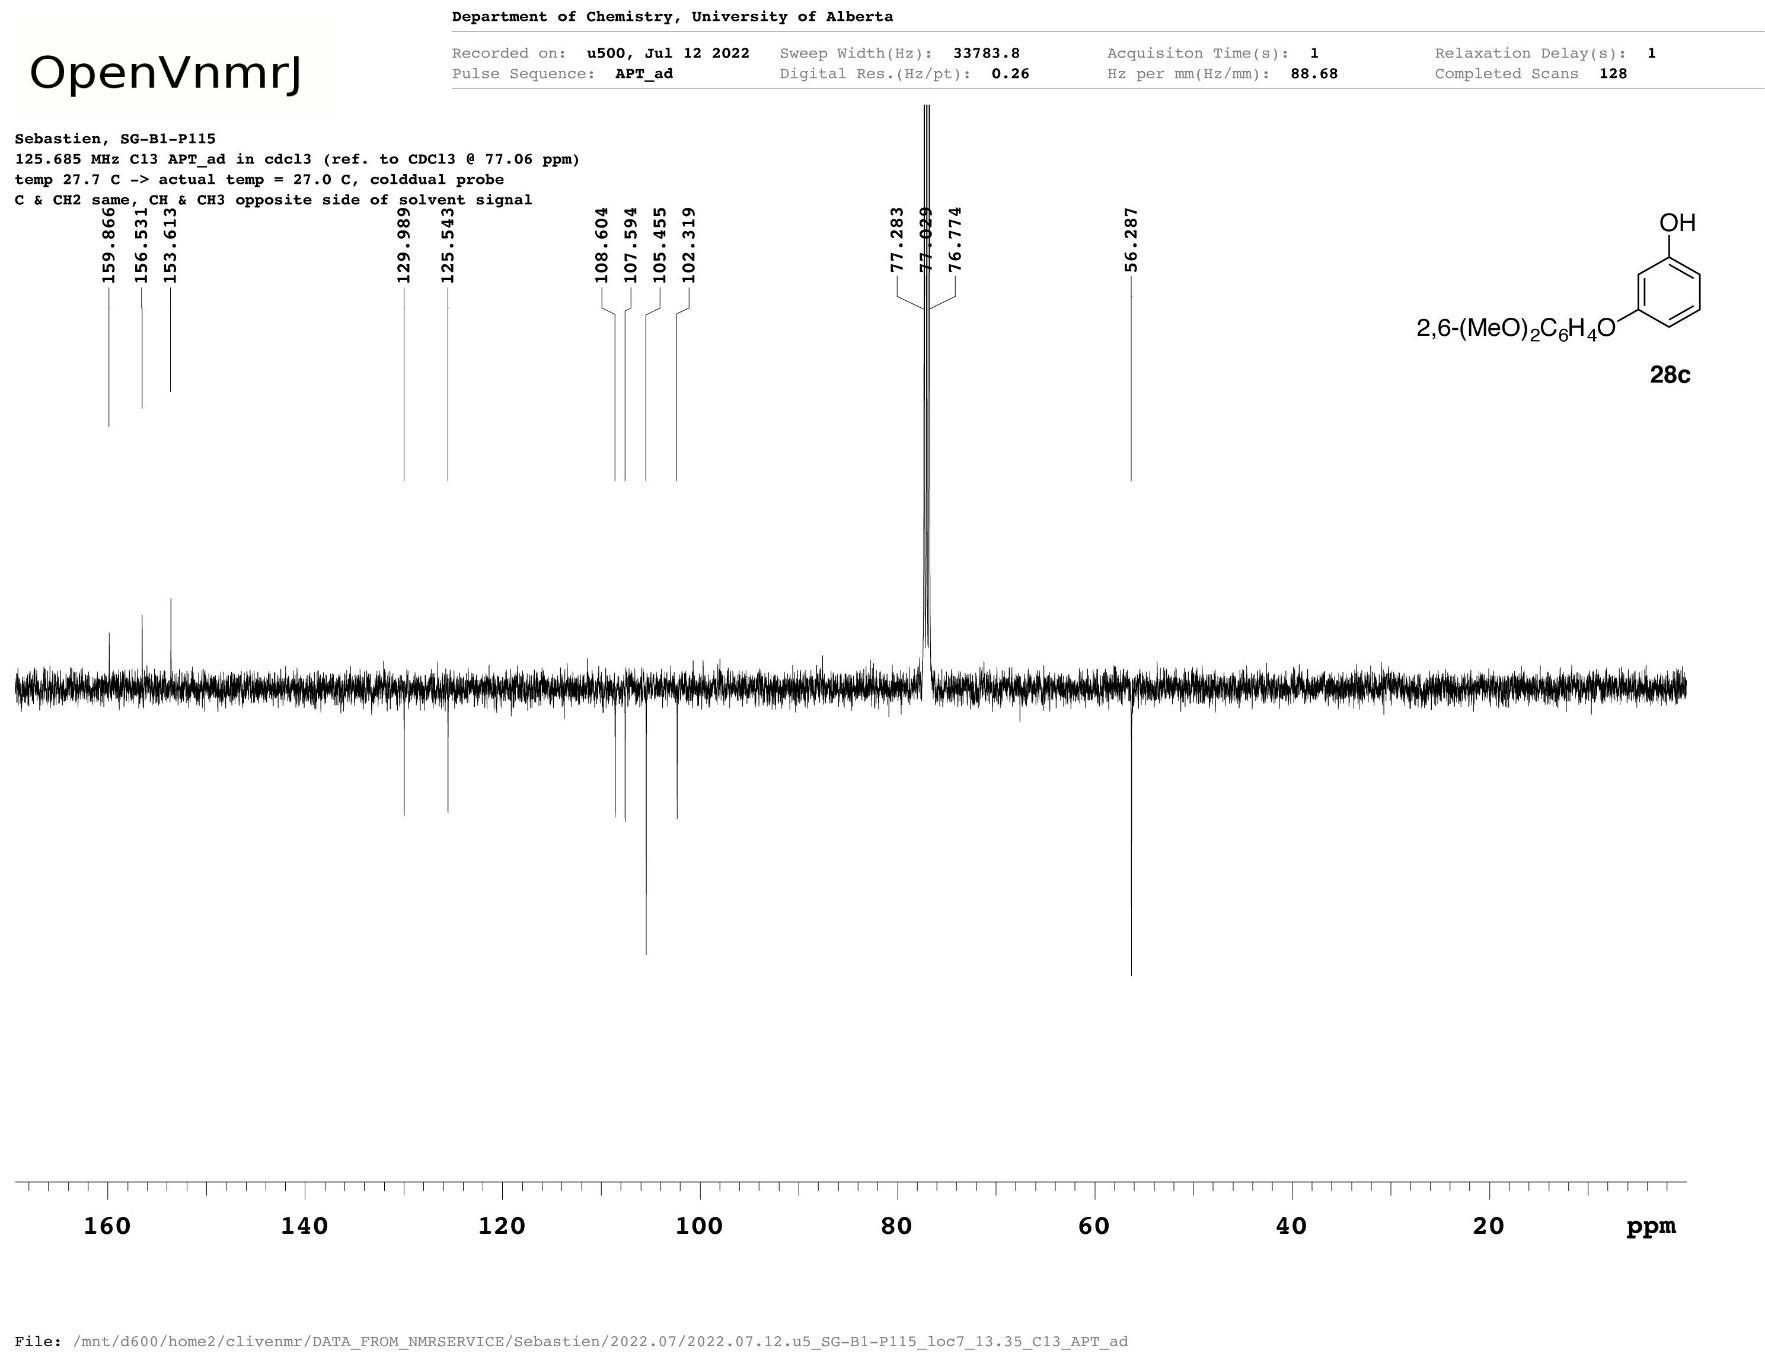 Department of Chemistry, University of Alberta
OpenVnmrJ
Recorded on: u500, Jul 12 2022 Sweep Width(Hz): 33783.8 Acquisiton Time(s): 1 Relaxation Delay(s): 1
Pulse Sequence: APT_ad Digital Res.(Hz/pt): 0.26 Hz per mm(Hz/mm): 88.68 Completed Scans 128
Sebastien, SG-B1-P115
125.685 MHz C13 APT_ad in cdcl3 (ref. to CDCl3 @ 77.06 ppm)
temp 27.7 C -> actual temp = 27.0 C, colddual probe
C & CH2 same, CH & CH3 opposite side of solvent signal
159.866
156.531
153.613
129.989
125.543
108.604
107.594
105.455
102.319
77.283
77.029
76.774
56.287
OH
2,6-(MeO)₂C₆H₄O
28c
160 140 120 100 80 60 40 20 ppm
File: /mnt/d600/home2/clivenmr/DATA_FROM_NMRSERVICE/Sebastien/2022.07/2022.07.12.u5_SG-B1-P115_loc7_13.35_C13_APT_ad